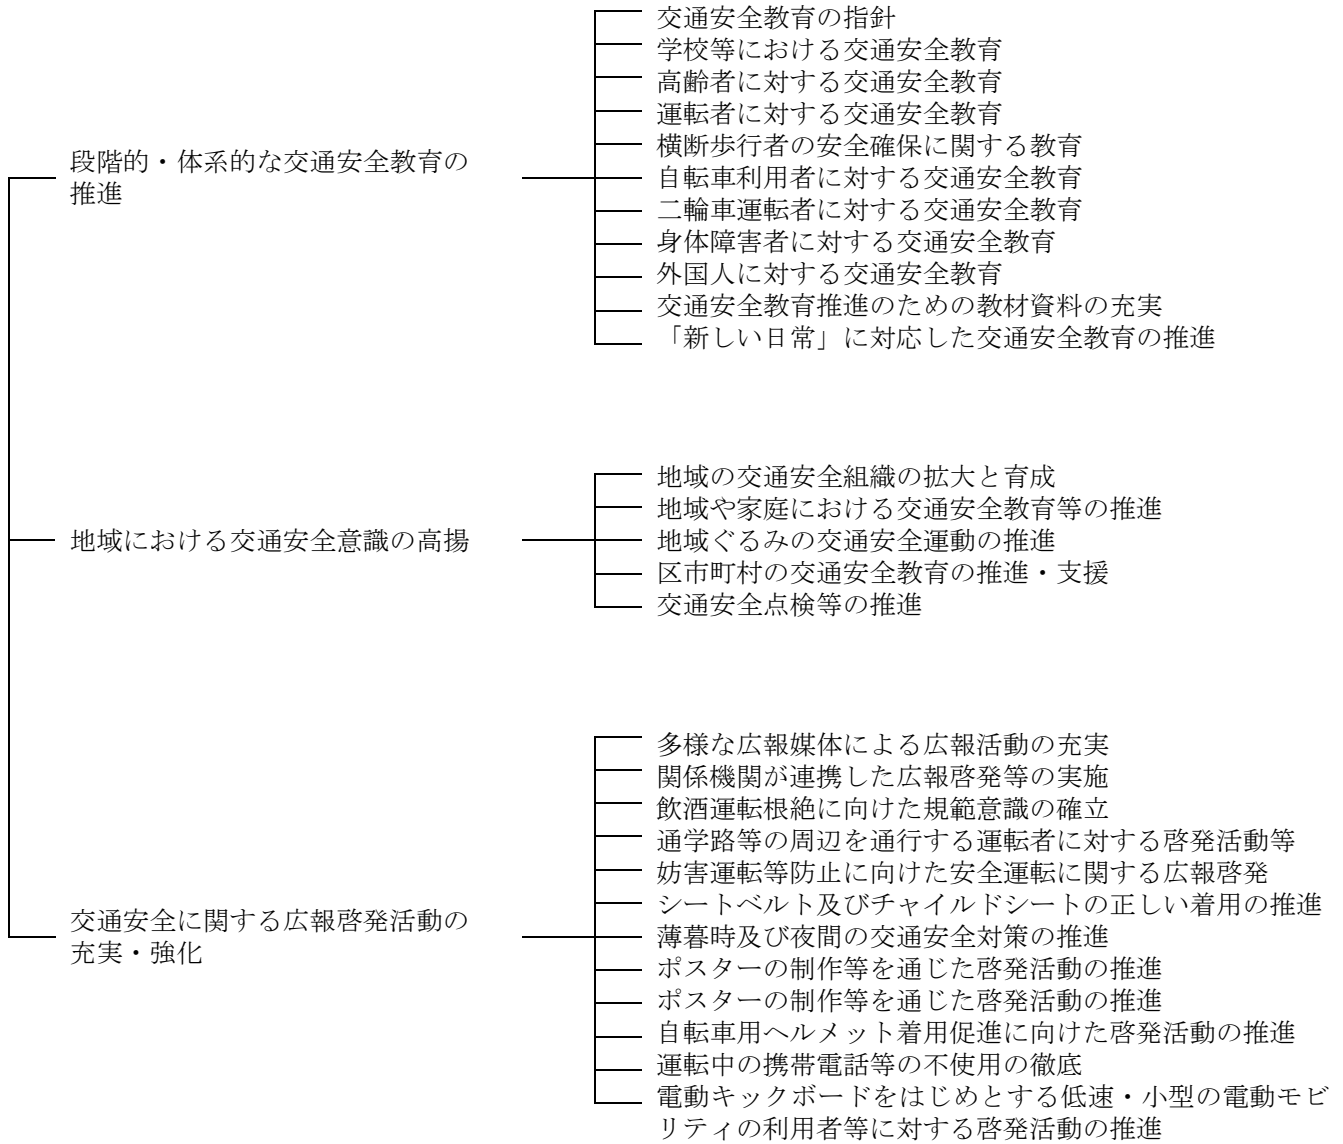 段階的・体系的な交通安全教育の
推進
交通安全教育の指針
学校等における交通安全教育
高齢者に対する交通安全教育
運転者に対する交通安全教育
横断歩行者の安全確保に関する教育
自転車利用者に対する交通安全教育
二輪車運転者に対する交通安全教育
身体障害者に対する交通安全教育
外国人に対する交通安全教育
交通安全教育推進のための教材資料の充実
「新しい日常」に対応した交通安全教育の推進
地域における交通安全意識の高揚
地域の交通安全組織の拡大と育成
地域や家庭における交通安全教育等の推進
地域ぐるみの交通安全運動の推進
区市町村の交通安全教育の推進・支援
交通安全点検等の推進
交通安全に関する広報啓発活動の
充実・強化
多様な広報媒体による広報活動の充実
関係機関が連携した広報啓発等の実施
飲酒運転根絶に向けた規範意識の確立
通学路等の周辺を通行する運転者に対する啓発活動等
妨害運転等防止に向けた安全運転に関する広報啓発
シートベルト及びチャイルドシートの正しい着用の推進
薄暮時及び夜間の交通安全対策の推進
ポスターの制作等を通じた啓発活動の推進
ポスターの制作等を通じた啓発活動の推進
自転車用ヘルメット着用促進に向けた啓発活動の推進
運転中の携帯電話等の不使用の徹底
電動キックボードをはじめとする低速・小型の電動モビ
リティの利用者等に対する啓発活動の推進